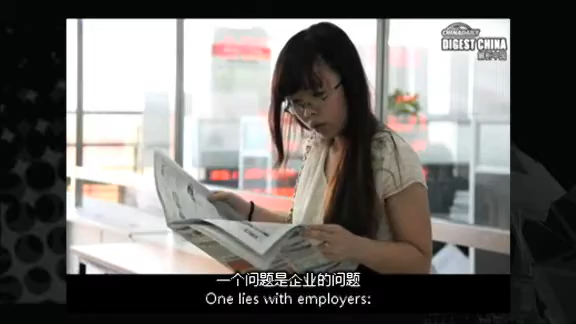 CHINADAILY
DIGEST CHINA
一个问题是企业的问题
One lies with employers: